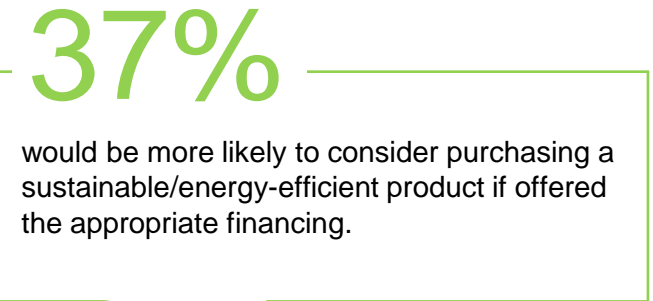 37%
would be more likely to consider purchasing a
sustainable/energy-efficient product if offered
the appropriate financing.